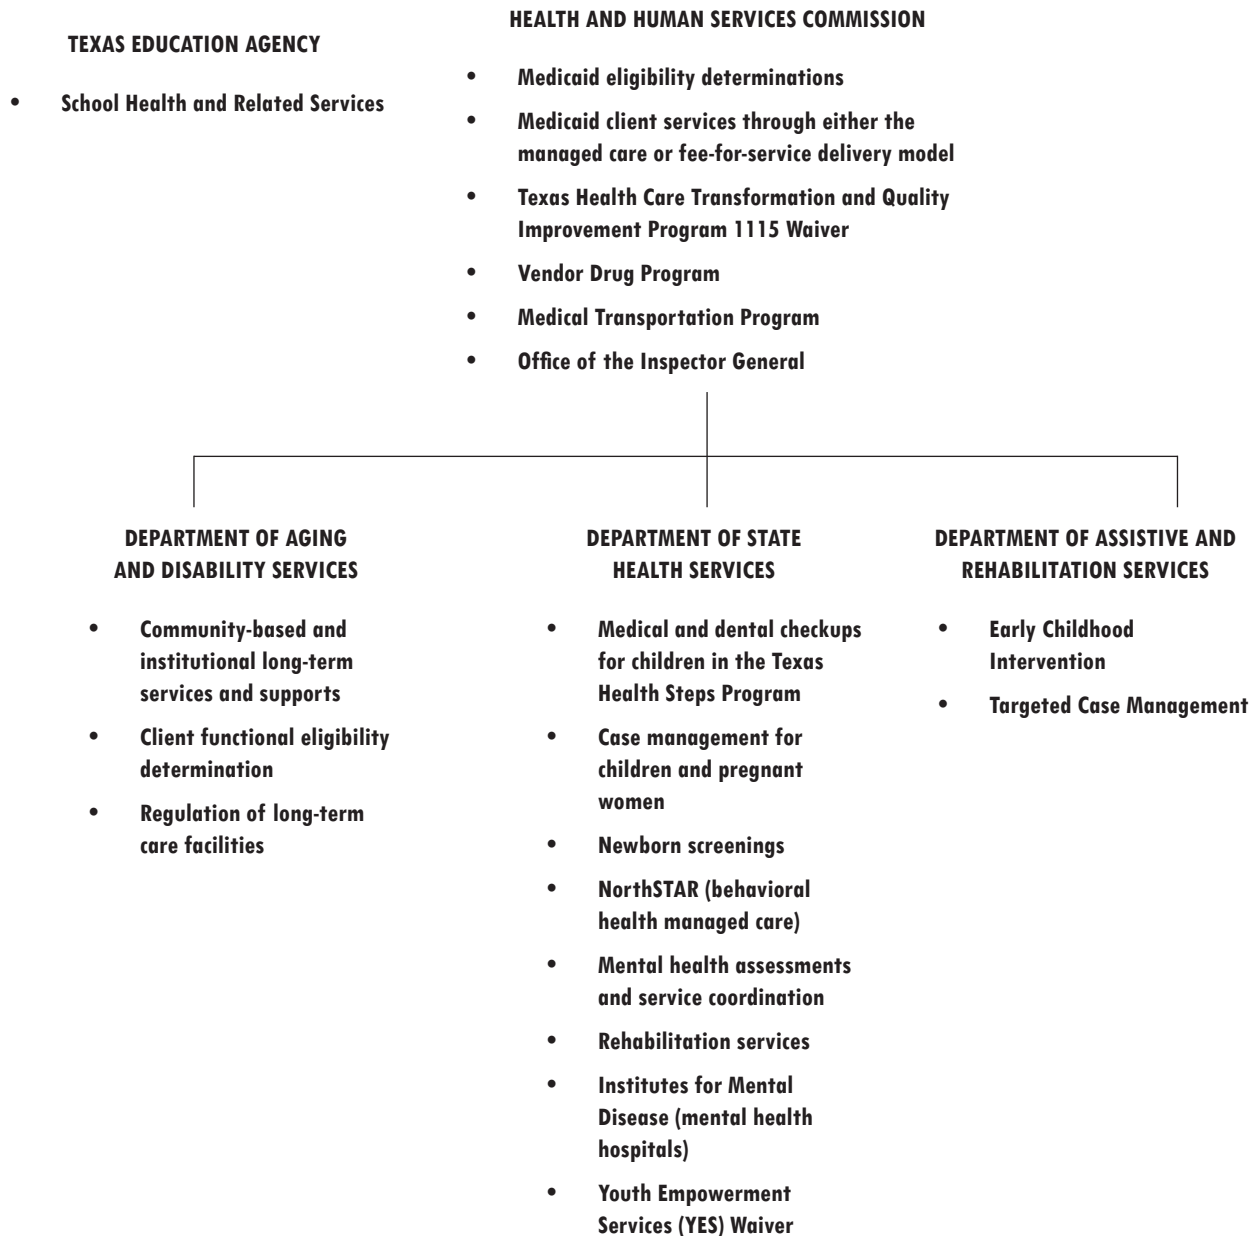 TEXAS EDUCATION AGENCY
• School Health and Related Services
HEALTH AND HUMAN SERVICES COMMISSION
• Medicaid eligibility determinations
• Medicaid client services through either the
managed care or fee-for-service delivery model
• Texas Health Care Transformation and Quality
Improvement Program 1115 Waiver
• Vendor Drug Program
• Medical Transportation Program
• Office of the Inspector General
DEPARTMENT OF AGING
AND DISABILITY SERVICES
• Community-based and
institutional long-term
services and supports
• Client functional eligibility
determination
• Regulation of long-term
care facilities
DEPARTMENT OF STATE
HEALTH SERVICES
• Medical and dental checkups
for children in the Texas
Health Steps Program
• Case management for
children and pregnant
women
• Newborn screenings
• NorthSTAR (behavioral
health managed care)
• Mental health assessments
and service coordination
• Rehabilitation services
• Institutes for Mental
Disease (mental health
hospitals)
• Youth Empowerment
Services (YES) Waiver
DEPARTMENT OF ASSISTIVE AND
REHABILITATION SERVICES
• Early Childhood
Intervention
• Targeted Case Management